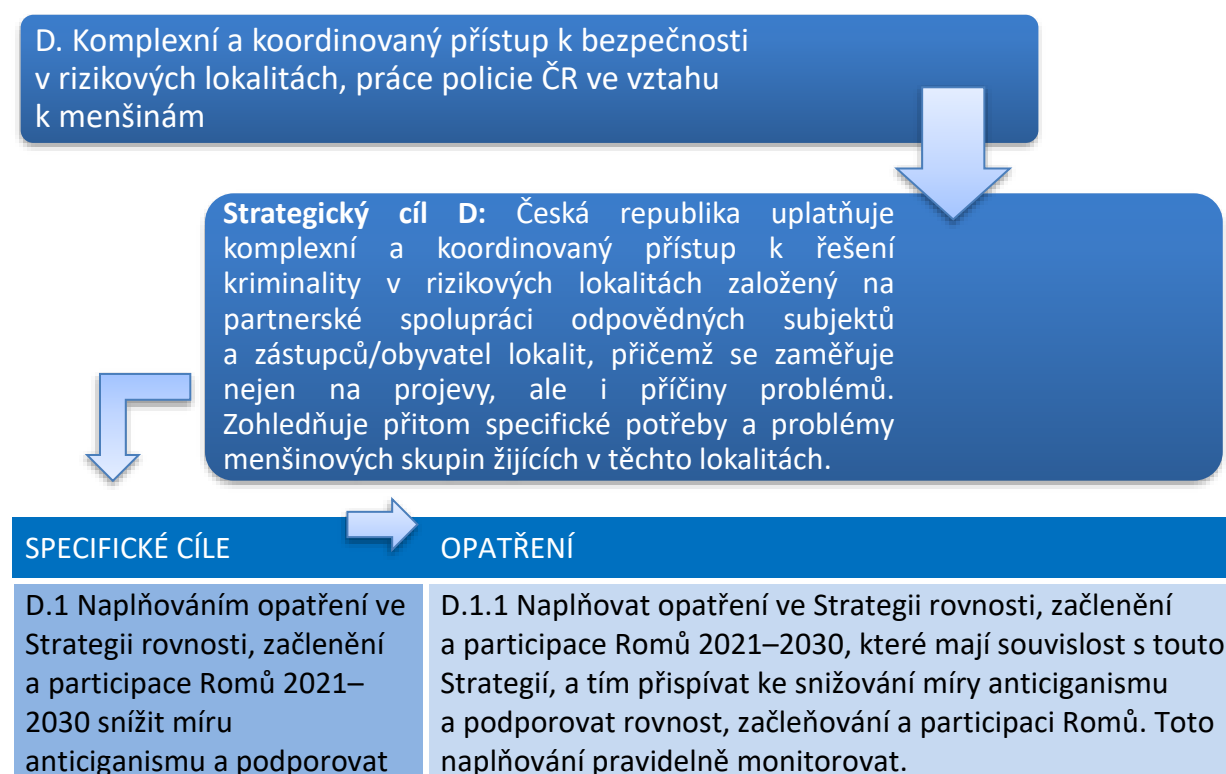 D. Komplexní a koordinovaný přístup k bezpečnosti
v rizikových lokalitách, práce policie ČR ve vztahu
k menšinám
Strategický cíl D: Česká republika uplatňuje
komplexní a koordinovaný přístup k řešení
kriminality v rizikových lokalitách založený na
partnerské spolupráci odpovědných subjektů
a zástupců/obyvatel lokalit, přičemž se zaměřuje
nejen na projevy, ale i příčiny problémů.
Zohledňuje přitom specifické potřeby a problémy
menšinových skupin žijících v těchto lokalitách.
SPECIFICKÉ CÍLE
OPATŘENÍ
D.1 Naplňováním opatření ve
Strategii rovnosti, začlenění
a participace Romů 2021–
2030 snížit míru
anticiganismu a podporovat
D.1.1 Naplňovat opatření ve Strategii rovnosti, začlenění
a participace Romů 2021–2030, které mají souvislost s touto
Strategií, a tím přispívat ke snižování míry anticiganismu
a podporovat rovnost, začleňování a participaci Romů. Toto
naplňování pravidelně monitorovat.